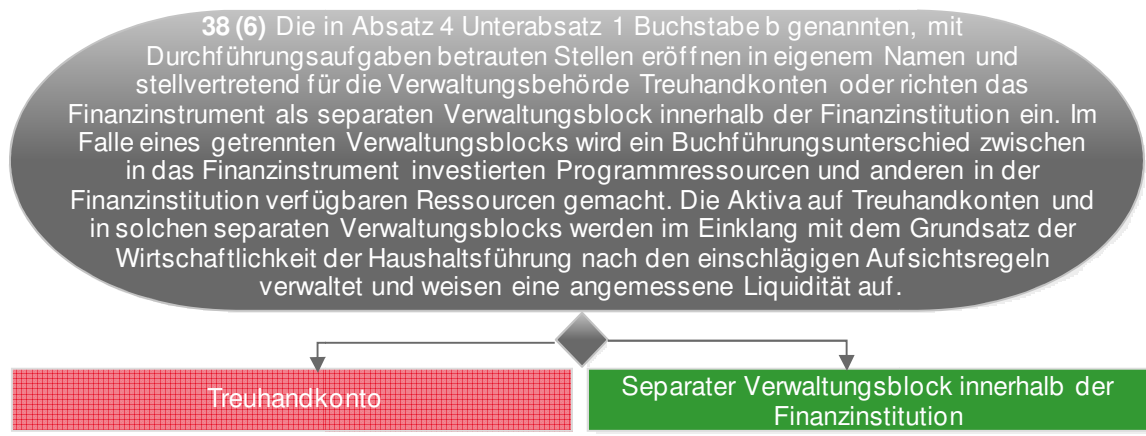 38 (6) Die in Absatz 4 Unterabsatz 1 Buchstabe b genannten, mit
Durchführungsaufgaben betrauten Stellen eröffnen in eigenem Namen und
stellvertretend für die Verwaltungsbehörde Treuhandkonten oder richten das
Finanzinstrument als separaten Verwaltungsblock innerhalb der Finanzinstitution ein. Im
Falle eines getrennten Verwaltungsblocks wird ein Buchführungsunterschied zwischen
in das Finanzinstrument investierten Programmressourcen und anderen in der
Finanzinstitution verfügbaren Ressourcen gemacht. Die Aktiva auf Treuhandkonten und
in solchen separaten Verwaltungsblocks werden im Einklang mit dem Grundsatz der
Wirtschaftlichkeit der Haushaltsführung nach den einschlägigen Aufsichtsregeln
verwaltet und weisen eine angemessene Liquidität auf.
Treuhandkonto
Separater Verwaltungsblock innerhalb der
Finanzinstitution